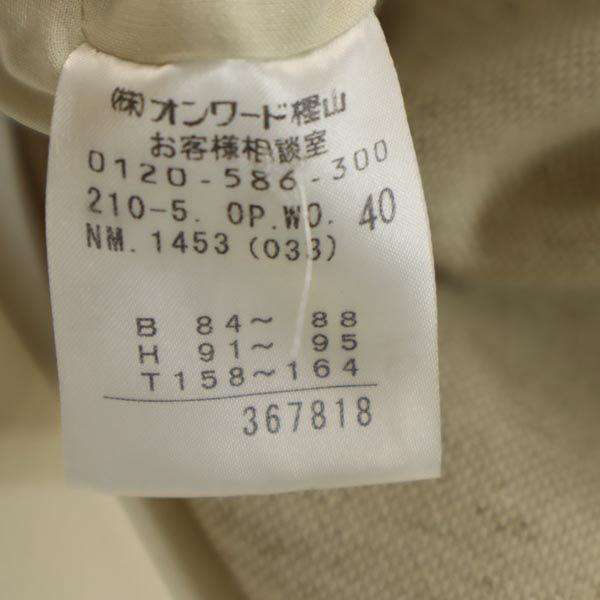 (株)オンワード樫山
お客様相談室
0120-586-300
210-5. OP.WO. 40
NM. 1453 (033)
B 84～ 88
H 91～ 95
T 158～164
367818